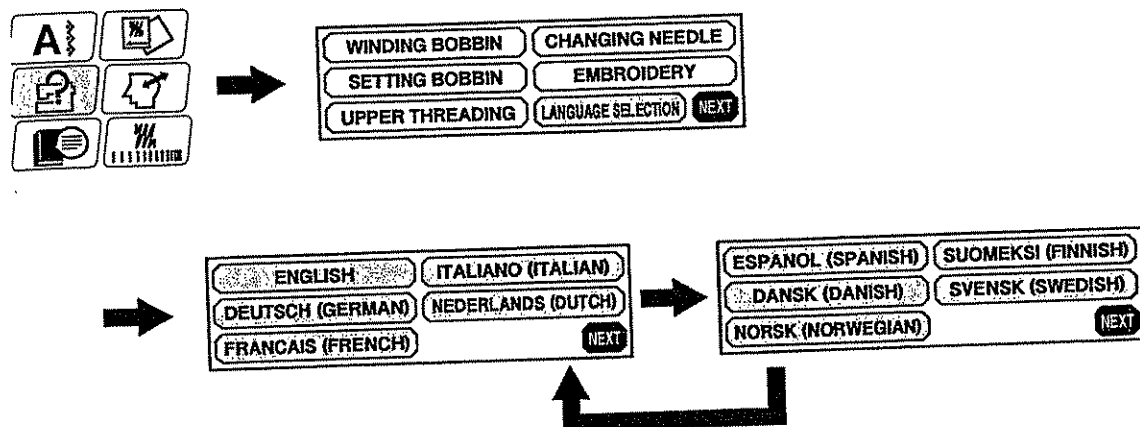 A
WINDING BOBBIN CHANGING NEEDLE
SETTING BOBBIN EMBROIDERY
UPPER THREADING LANGUAGE SELECTION NEXT
ENGLISH ITALIANO (ITALIAN)
DEUTSCH (GERMAN) NEDERLANDS (DUTCH)
FRANCAIS (FRENCH) NEXT
ESPANOL (SPANISH) SUOMEKSI (FINNISH)
DANSK (DANISH) SVENSK (SWEDISH)
NORSK (NORWEGIAN) NEXT